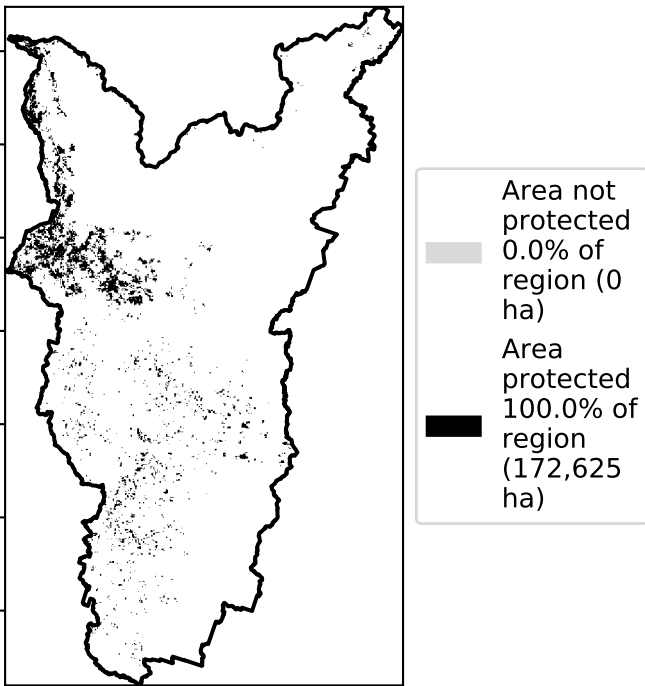 Area not
protected
0.0% of
region (0
ha)
Area
protected
100.0% of
region
(172,625
ha)